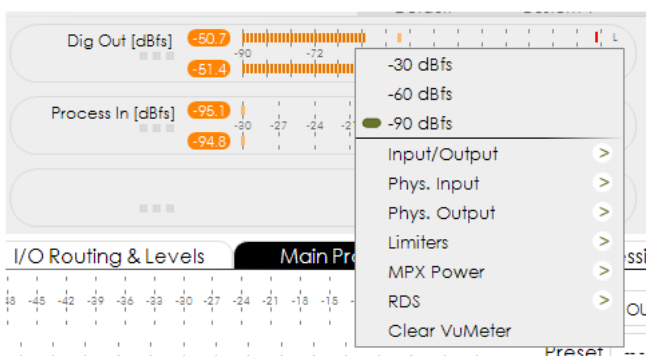 Dig Out [dBfs] -50.7
-90 -72
-51.4
L
-30 dBfs
-60 dBfs
-90 dBfs
Process In [dBfs] -95.1
-30 -27 -24
-94.8
Input/Output >
Phys. Input >
Phys. Output >
Limiters >
MPX Power >
RDS >
Clear VuMeter
I/O Routing & Levels Main Pro
-45 -42 -39 -36 -33 -30 -27 -24 -21 -18 -15
Preset --